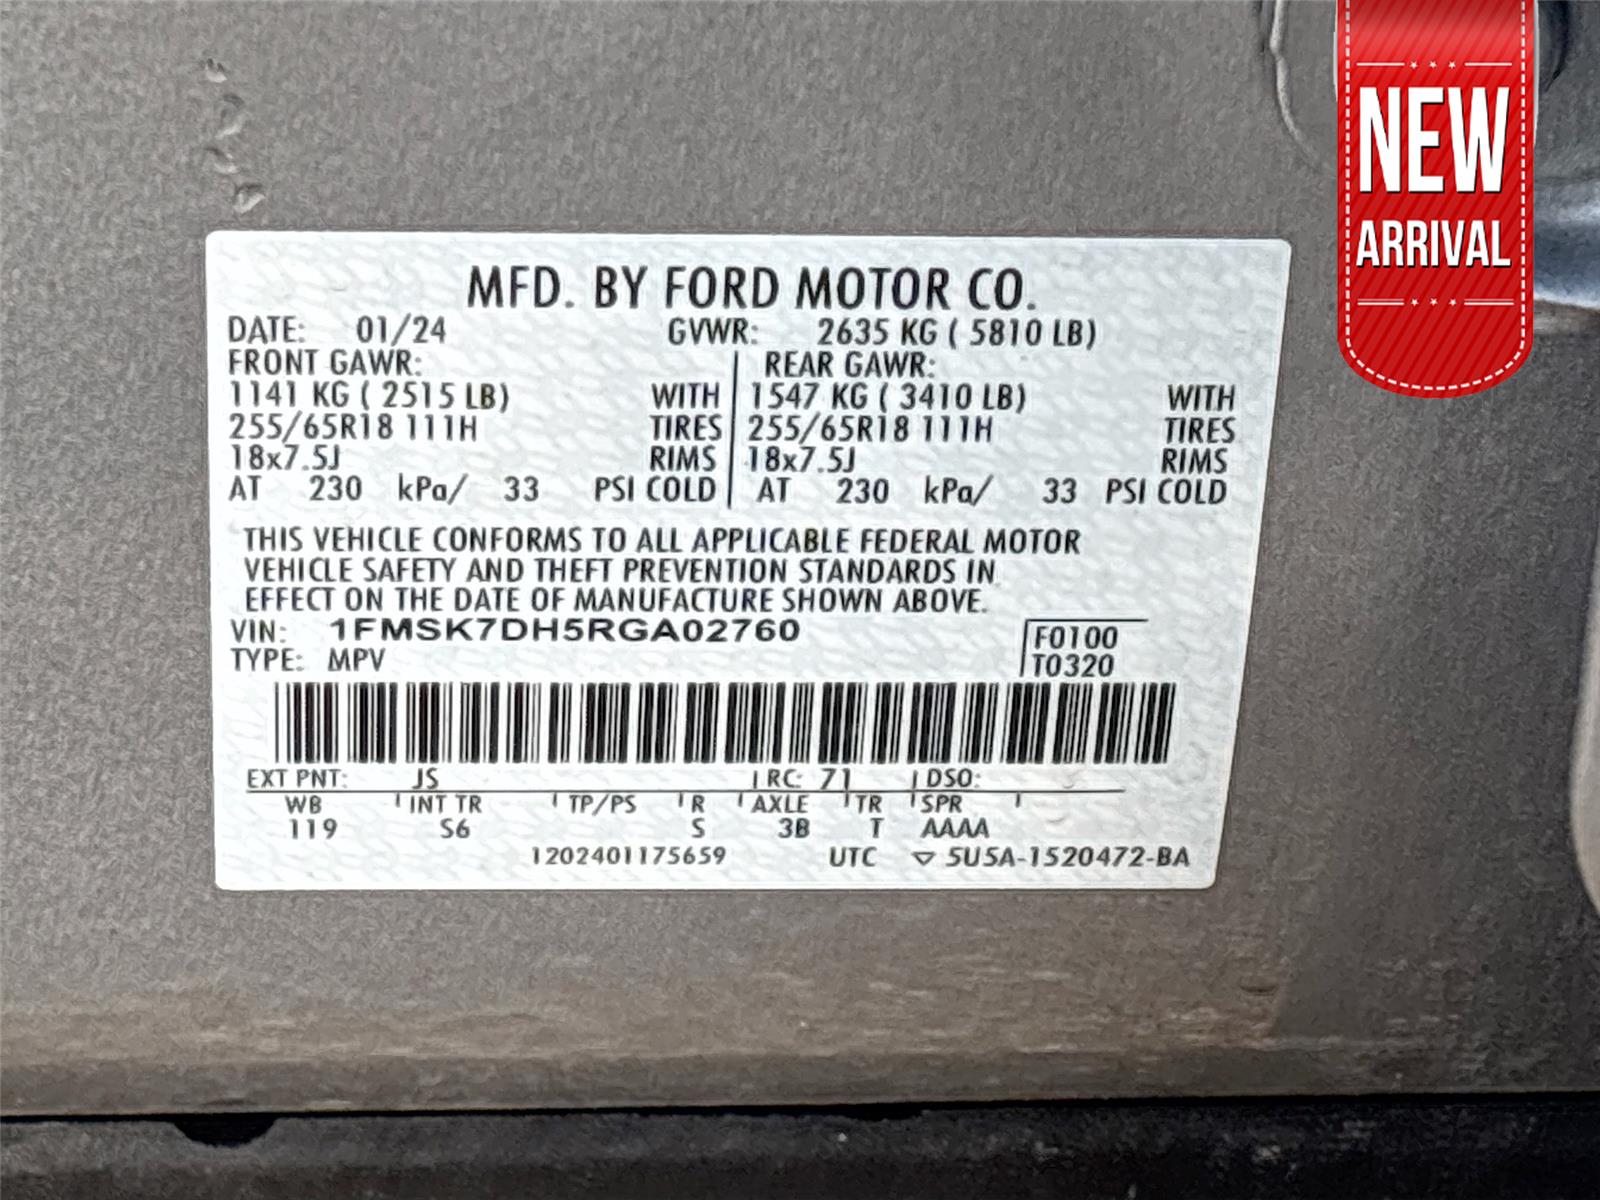 NEW
ARRIVAL
MFD. BY FORD MOTOR CO.
DATE: 01/24 GVWR: 2635 KG ( 5810 LB)
FRONT GAWR: REAR GAWR:
1141 KG ( 2515 LB) WITH 1547 KG ( 3410 LB) WITH
255/65R18 111H TIRES 255/65R18 111H TIRES
18x7.5J RIMS 18x7.5J RIMS
AT 230 kPa/ 33 PSI COLD AT 230 kPa/ 33 PSI COLD
THIS VEHICLE CONFORMS TO ALL APPLICABLE FEDERAL MOTOR
VEHICLE SAFETY AND THEFT PREVENTION STANDARDS IN
EFFECT ON THE DATE OF MANUFACTURE SHOWN ABOVE.
VIN: 1FMSK7DH5RGA02760 F0100
TYPE: MPV T0320
EXT PNT: JS RC: 71 DSO:
WB INT TR TP/PS R AXLE TR SPR
119 S6 S 3B T AAAA
1202401175659 UTC ▽ 5U5A-1520472-BA